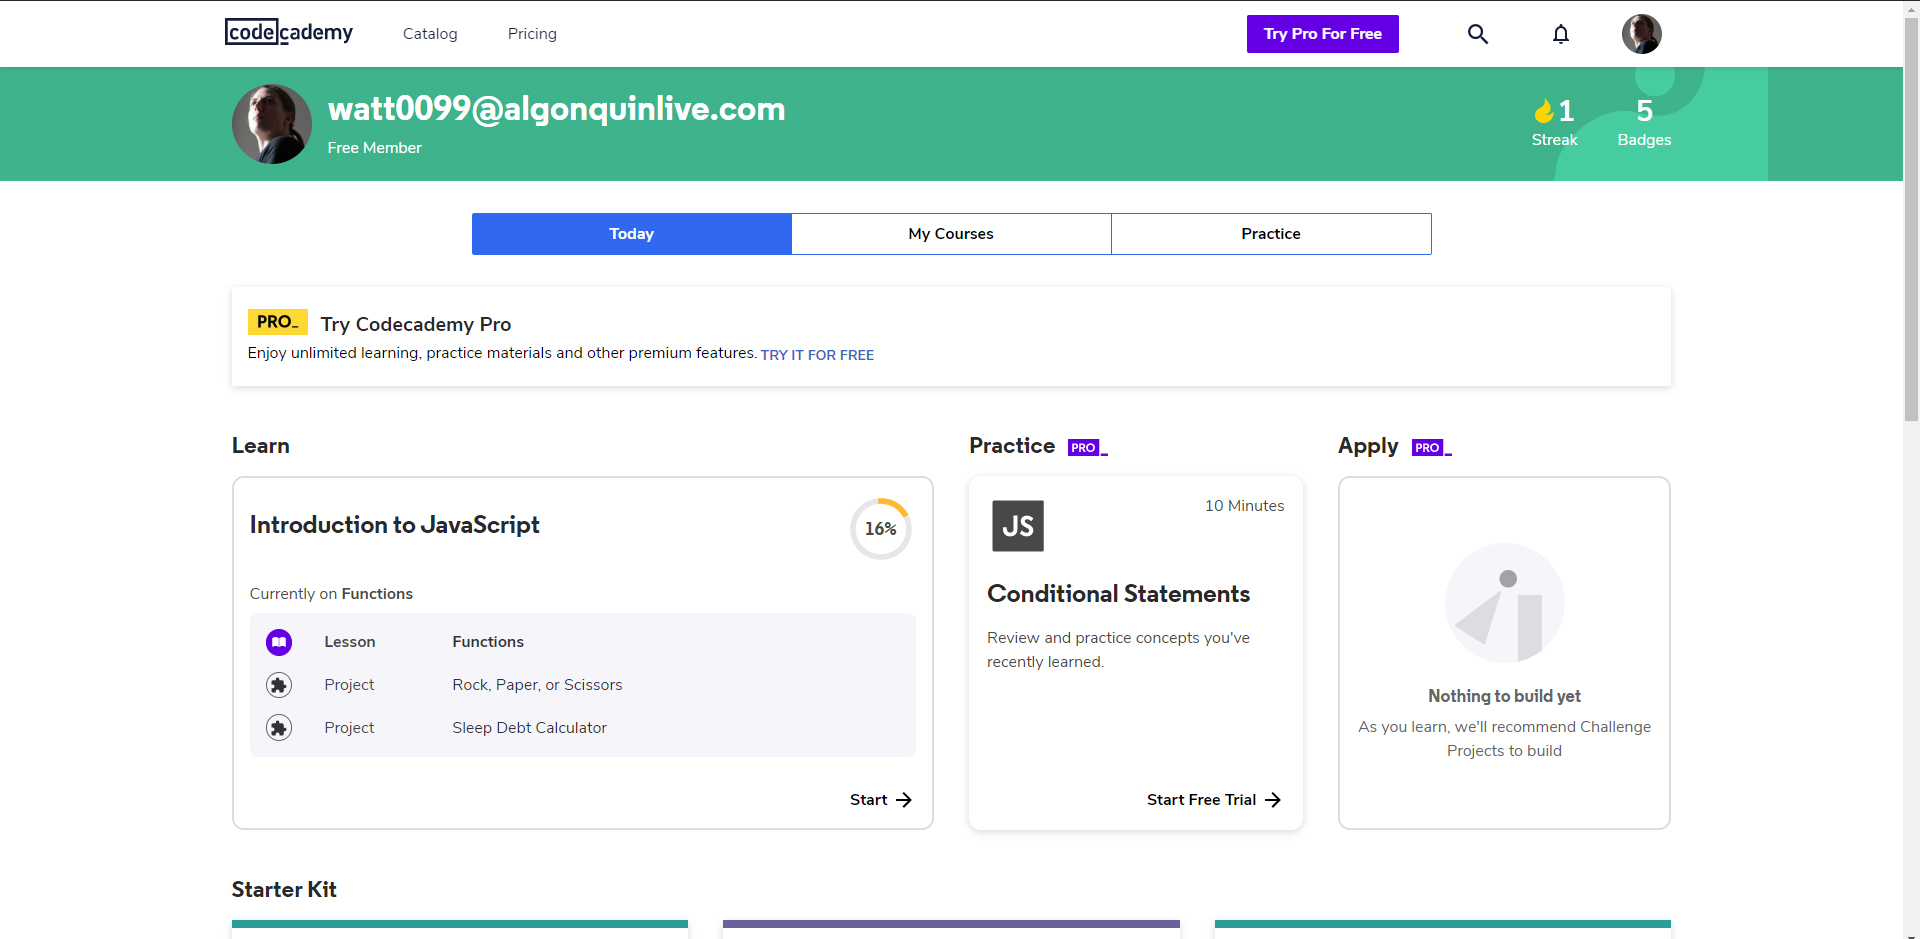 codecademy
Catalog
Pricing
Try Pro For Free
watt0099@algonquinlive.com
Free Member
1
Streak
5
Badges
Today
My Courses
Practice
PRO_ Try Codecademy Pro
Enjoy unlimited learning, practice materials and other premium features. TRY IT FOR FREE
Learn
Introduction to JavaScript
16%
Currently on Functions
Lesson Functions
Project Rock, Paper, or Scissors
Project Sleep Debt Calculator
Start
Practice PRO_
JS
10 Minutes
Conditional Statements
Review and practice concepts you've
recently learned.
Start Free Trial
Apply PRO_
Nothing to build yet
As you learn, we'll recommend Challenge
Projects to build
Starter Kit